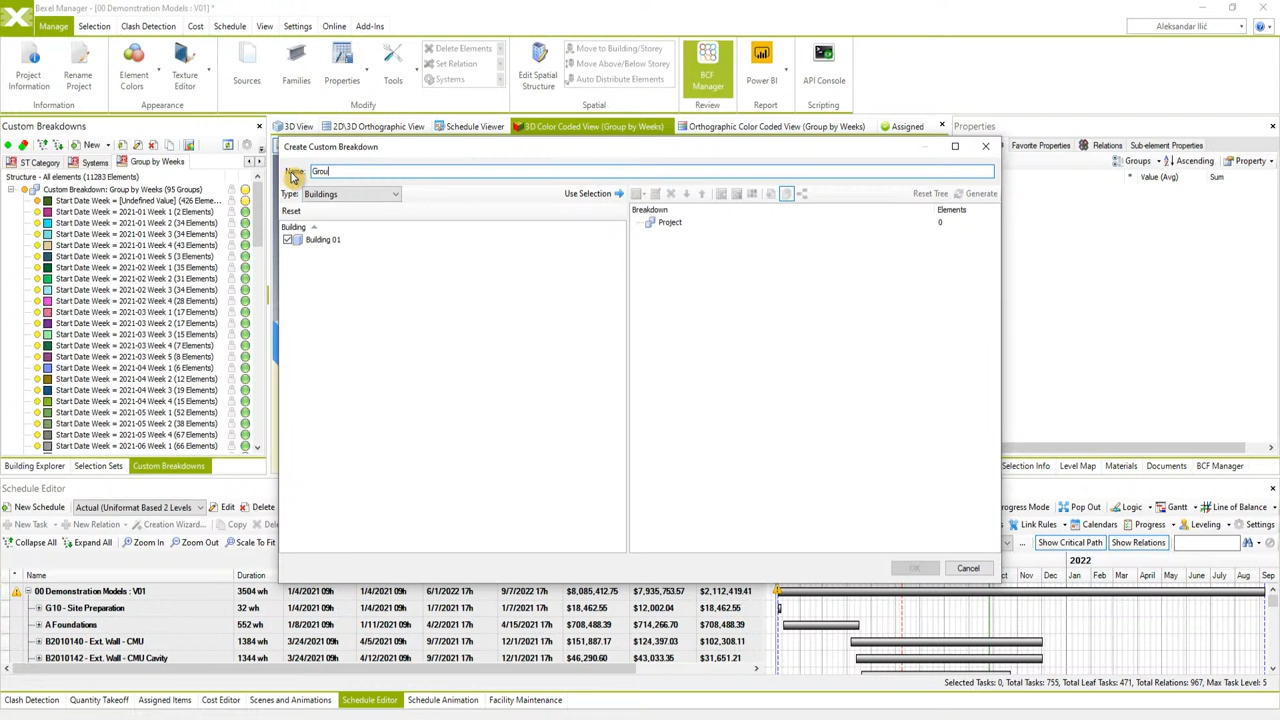 Bexel Manager - [00 Demonstration Models : V01] *
Manage Selection Clash Detection Cost Schedule View Settings Online Add-Ins
Aleksandar Ilić
Project Information
Rename Project
Element Colors
Texture Editor
Sources
Families
Properties
Tools
Delete Elements
Set Relation
Systems
Edit Spatial Structure
Move to Building/Storey
Move Above/Below Storey
Auto Distribute Elements
BCF Manager
Power BI
API Console
Information Appearance Modify Spatial Review Report Scripting
Custom Breakdowns
New
ST Category Systems Group by Weeks
Structure - All elements (11283 Elements)
Custom Breakdown: Group by Weeks (95 Groups)
Start Date Week = [Undefined Value] (426 Eleme...
Start Date Week = 2021-01 Week 1 (2 Elements)
Start Date Week = 2021-01 Week 2 (34 Elements)
Start Date Week = 2021-01 Week 3 (34 Elements)
Start Date Week = 2021-01 Week 4 (43 Elements)
Start Date Week = 2021-01 Week 5 (3 Elements)
Start Date Week = 2021-02 Week 1 (35 Elements)
Start Date Week = 2021-02 Week 2 (31 Elements)
Start Date Week = 2021-02 Week 3 (34 Elements)
Start Date Week = 2021-02 Week 4 (28 Elements)
Start Date Week = 2021-03 Week 1 (17 Elements)
Start Date Week = 2021-03 Week 2 (17 Elements)
Start Date Week = 2021-03 Week 3 (15 Elements)
Start Date Week = 2021-03 Week 4 (7 Elements)
Start Date Week = 2021-03 Week 5 (8 Elements)
Start Date Week = 2021-04 Week 1 (6 Elements)
Start Date Week = 2021-04 Week 2 (12 Elements)
Start Date Week = 2021-04 Week 3 (19 Elements)
Start Date Week = 2021-04 Week 4 (15 Elements)
Start Date Week = 2021-05 Week 1 (52 Elements)
Start Date Week = 2021-05 Week 2 (38 Elements)
Start Date Week = 2021-05 Week 4 (67 Elements)
Start Date Week = 2021-06 Week 1 (66 Elements)
Building Explorer Selection Sets Custom Breakdowns
3D View 2D\3D Orthographic View Schedule Viewer 3D Color Coded View (Group by Weeks) Orthographic Color Coded View (Group by Weeks) Assigned
Create Custom Breakdown
Name: Grou
Type: Buildings
Use Selection
Reset Tree Generate
Reset
Building
Building 01
Breakdown Elements
Project 0
OK Cancel
Properties
Favorite Properties Relations Sub-element Properties
Groups Ascending Property
* Value (Avg) Sum
Selection Info Level Map Materials Documents BCF Manager
Schedule Editor
New Schedule Actual (Uniformat Based 2 Levels Edit Delete
New Task New Relation Creation Wizard... Copy
Collapse All Expand All Zoom In Zoom Out Scale To Fit
Progress Mode Pop Out Logic Gantt Line of Balance
Link Rules Calendars Progress Leveling Settings
... Show Critical Path Show Relations
Name Duration
2022
Nov Dec Jan Feb Mar April May June July Aug Sep
00 Demonstration Models : V01 3504 wh 1/4/2021 09h 1/4/2021 09h 6/1/2022 17h 9/7/2022 17h $8,085,412.75 $7,935,753.57 $2,112,419.41
G10 - Site Preparation 32 wh $18,462.55 $12,002.04 $18,462.55
A Foundations 552 wh 1/8/2021 09h 1/11/2021 09h 4/14/2021 17h 4/15/2021 17h $708,488.39 $714,266.70 $708,488.39
B2010140 - Ext. Wall - CMU 1384 wh 3/24/2021 09h 4/5/2021 09h 9/7/2021 17h 12/1/2021 17h $151,887.17 $124,397.03 $102,308.11
B2010142 - Ext. Wall - CMU Cavity 1384 wh 3/24/2021 09h 4/12/2021 09h 9/7/2021 17h 12/1/2021 17h $46,290.60 $43,033.35 $31,651.21
Selected Tasks: 0, Total Tasks: 755, Total Leaf Tasks: 471, Total Relations: 967, Max Task Level: 5
Clash Detection Quantity Takeoff Assigned Items Cost Editor Scenes and Animations Schedule Editor Schedule Animation Facility Maintenance